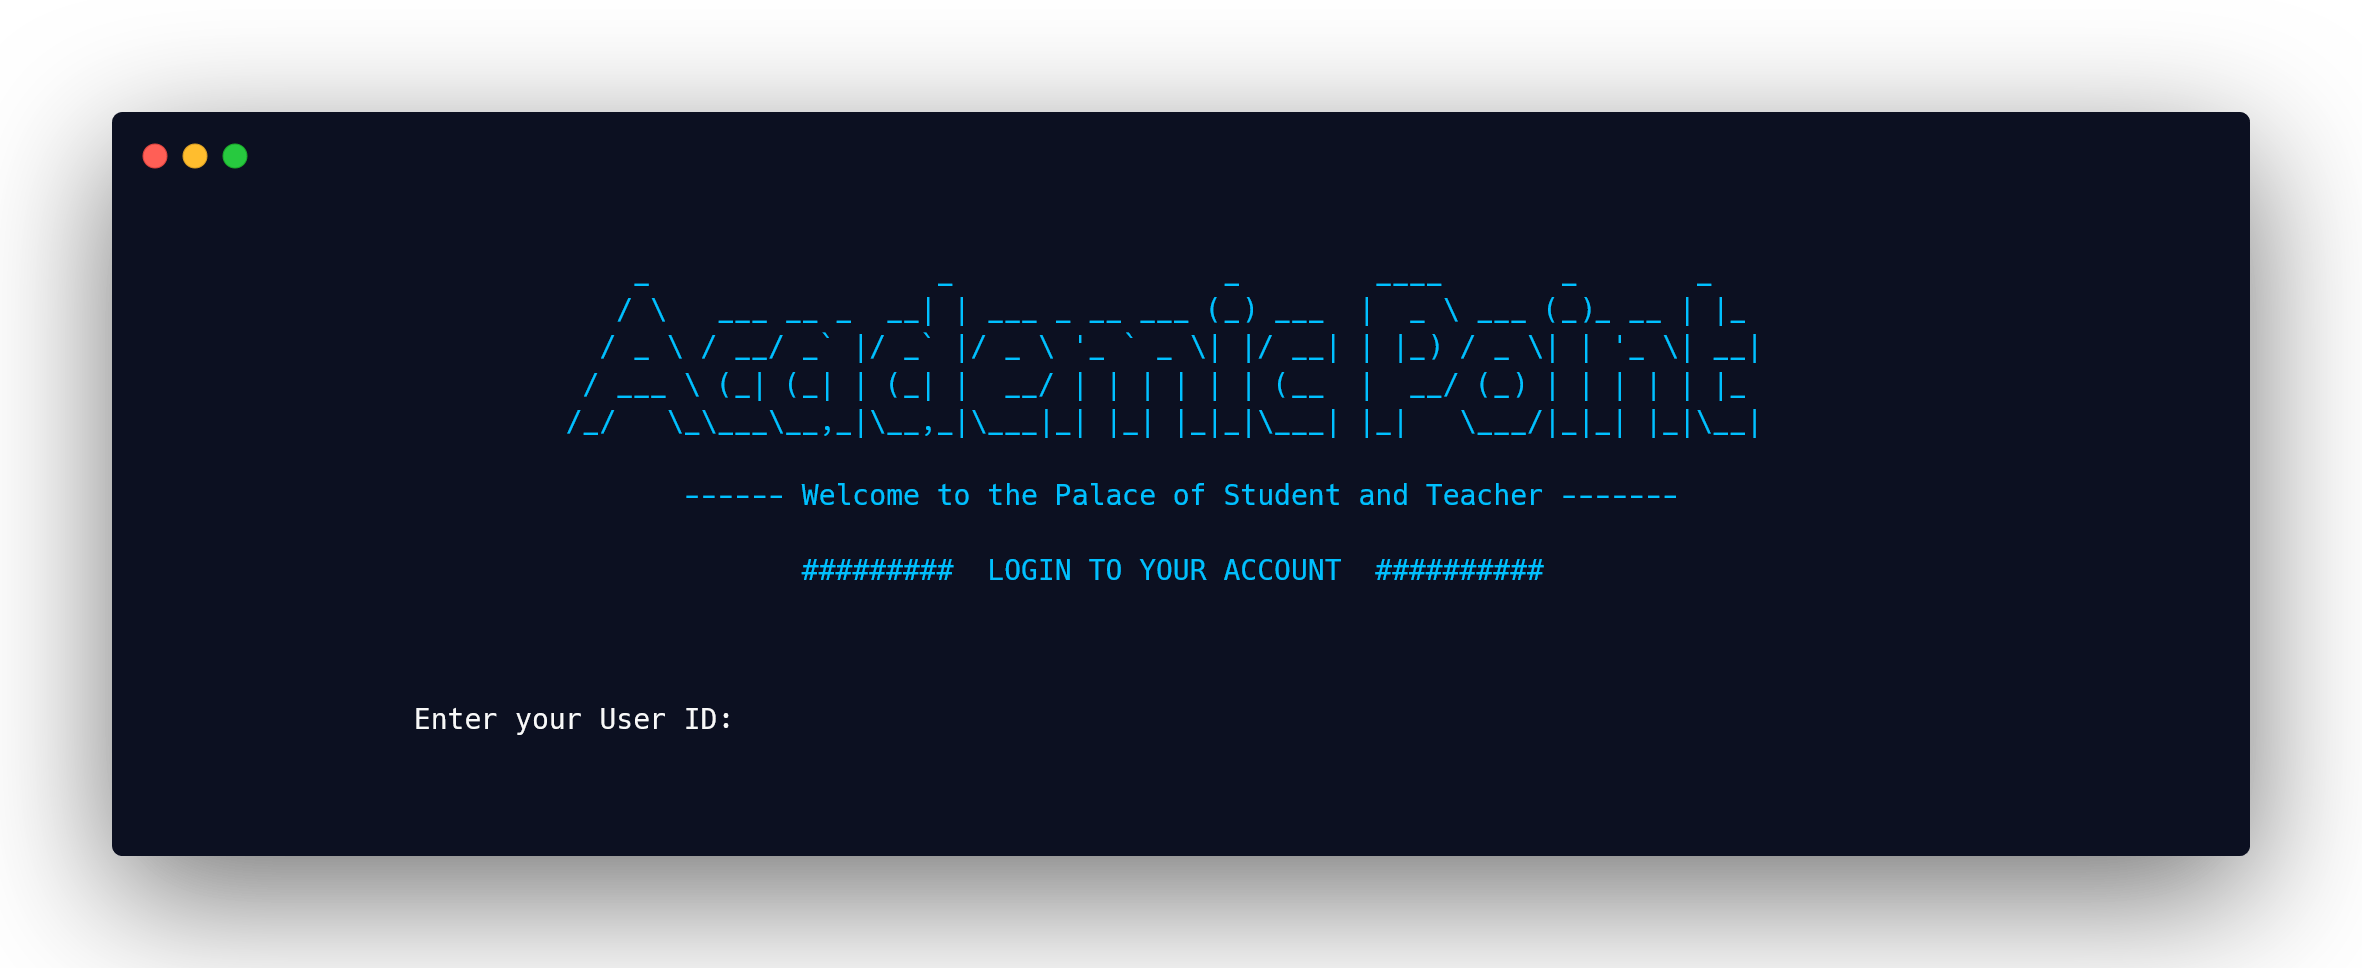 Academic Point
------ Welcome to the Palace of Student and Teacher -------
######### LOGIN TO YOUR ACCOUNT ##########
Enter your User ID: